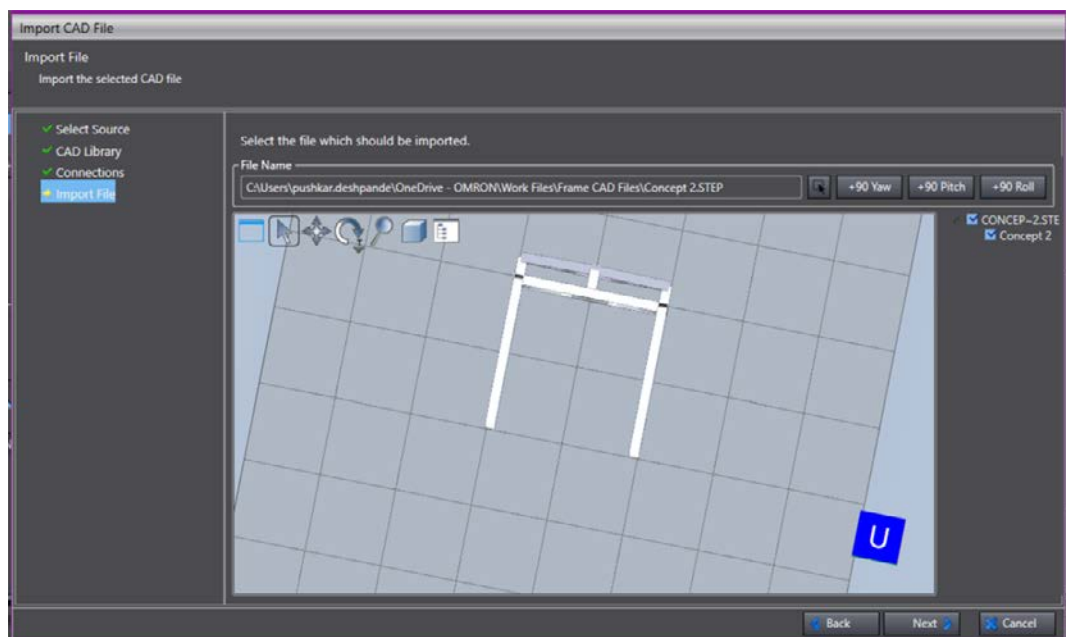 Import CAD File
Import File
Import the selected CAD file
Select Source
CAD Library
Connections
Import File
Select the file which should be imported.
File Name
C:\Users\pushkar.deshpande\OneDrive - OMRON\Work Files\Frame CAD Files\Concept 2.STEP
+90 Yaw
+90 Pitch
+90 Roll
CONCEP~2.STE
Concept 2
U
Back
Next
Cancel